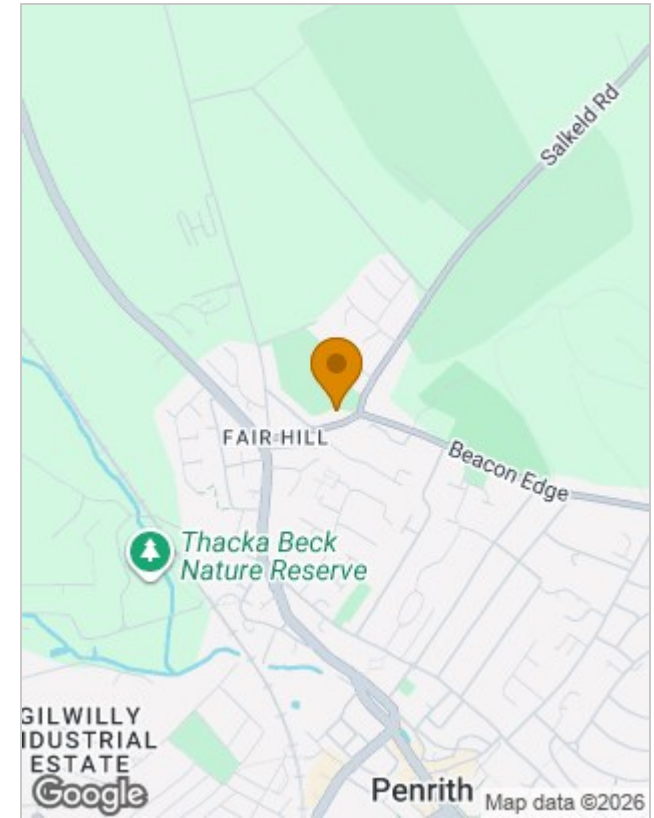 Salkeld Rd
FAIR HILL
Beacon Edge
Thacka Beck
Nature Reserve
GILWILLY
IDUSTRIAL
ESTATE
Penrith
Google
Map data ©2026